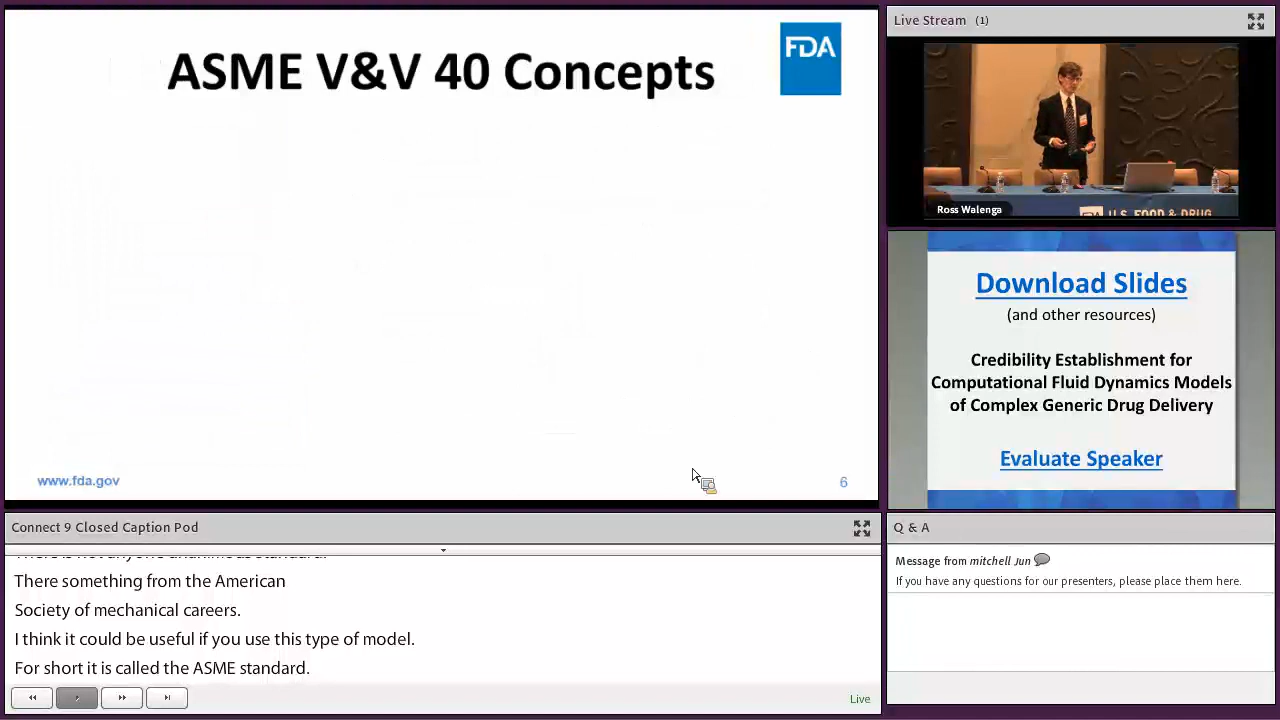 ASME V&V 40 Concepts
FDA
www.fda.gov
6
Live Stream (1)
Ross Walenga
U.S. FOOD & DRUG
Download Slides
(and other resources)
Credibility Establishment for
Computational Fluid Dynamics Models
of Complex Generic Drug Delivery
Evaluate Speaker
Connect 9 Closed Caption Pod
There something from the American
Society of mechanical careers.
I think it could be useful if you use this type of model.
For short it is called the ASME standard.
Live
Q & A
Message from mitchell Jun
If you have any questions for our presenters, please place them here.